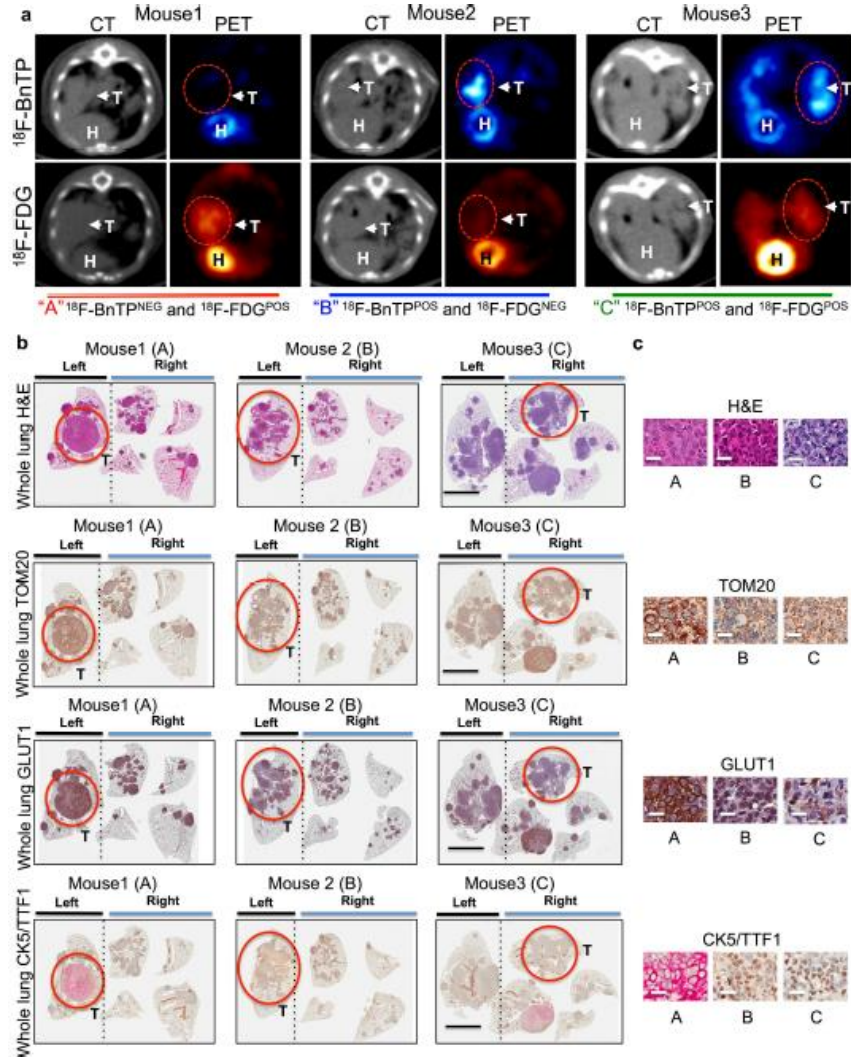 a Mouse1 Mouse2 Mouse3
CT PET CT PET CT PET
18F-BnTP T T T T T T
H H H H H H
18F-FDG T T T T T T
H H H H H H
"A" 18F-BnTPNEG and 18F-FDGPOS "B" 18F-BnTPPOS and 18F-FDGNEG "C" 18F-BnTPPOS and 18F-FDGPOS
b c
Mouse1 (A) Mouse 2 (B) Mouse3 (C)
Left Right Left Right Left Right
Whole lung H&E T T T
H&E
A B C
Mouse1 (A) Mouse 2 (B) Mouse3 (C)
Left Right Left Right Left Right
Whole lung TOM20 T T T
TOM20
A B C
Mouse1 (A) Mouse 2 (B) Mouse3 (C)
Left Right Left Right Left Right
Whole lung GLUT1 T T T
GLUT1
A B C
Mouse1 (A) Mouse 2 (B) Mouse3 (C)
Left Right Left Right Left Right
Whole lung CK5/TTF1 T T T
CK5/TTF1
A B C